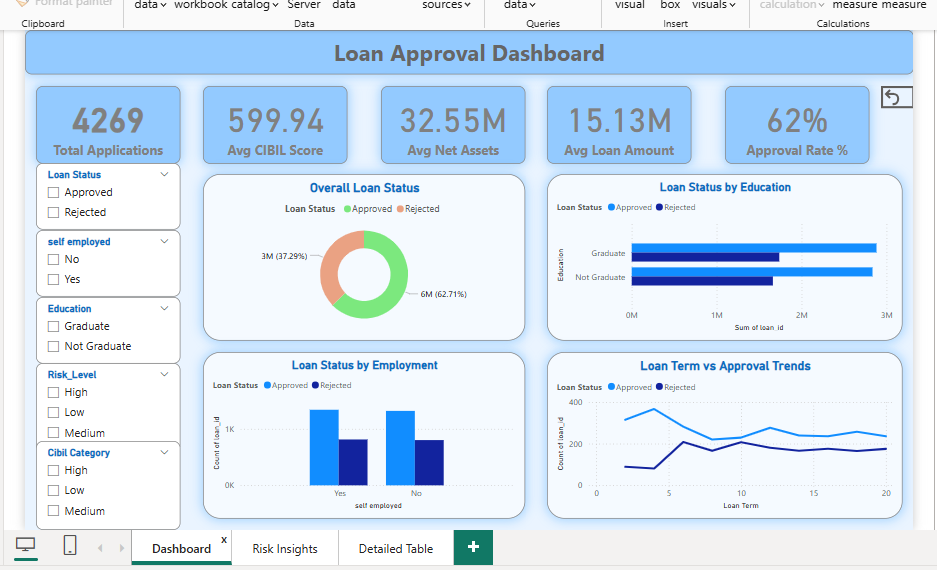 Format painter
data
workbook catalog
Server
data
sources
data
visual
box
visuals
calculation
measure measure
Clipboard
Data
Queries
Insert
Calculations
Loan Approval Dashboard
4269
Total Applications
599.94
Avg CIBIL Score
32.55M
Avg Net Assets
15.13M
Avg Loan Amount
62%
Approval Rate %
Loan Status
Approved
Rejected
self employed
No
Yes
Education
Graduate
Not Graduate
Risk_Level
High
Low
Medium
Cibil Category
High
Low
Medium
Overall Loan Status
Loan Status Approved Rejected
3M (37.29%)
6M (62.71%)
Loan Status by Education
Loan Status Approved Rejected
Education
Graduate
Not Graduate
0M 1M 2M 3M
Sum of loan_id
Loan Status by Employment
Loan Status Approved Rejected
Count of loan_id
1K
0K
Yes No
self employed
Loan Term vs Approval Trends
Loan Status Approved Rejected
Count of loan_id
400
200
0
0 5 10 15 20
Loan Term
Dashboard x
Risk Insights
Detailed Table
+